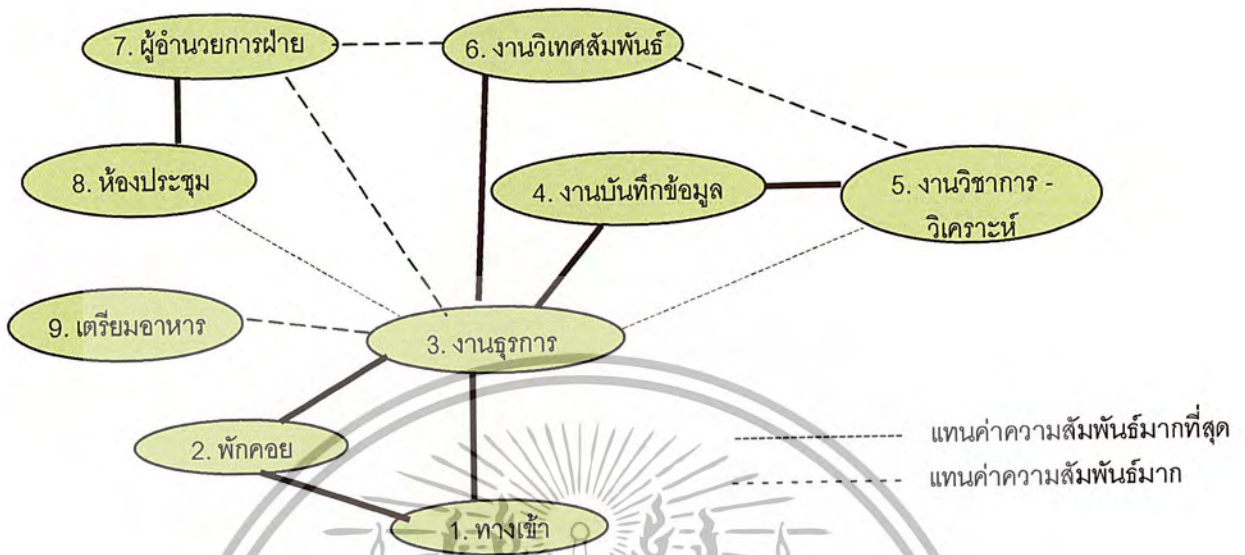 7. ผู้อำนวยการฝ่าย
6. งานวิเทศสัมพันธ์
8. ห้องประชุม
4. งานบันทึกข้อมูล
5. งานวิชาการ -
วิเคราะห์
9. เตรียมอาหาร
3. งานธุรการ
2. พักคอย
1. ทางเข้า
แทนค่าความสัมพันธ์มากที่สุด
แทนค่าความสัมพันธ์มาก